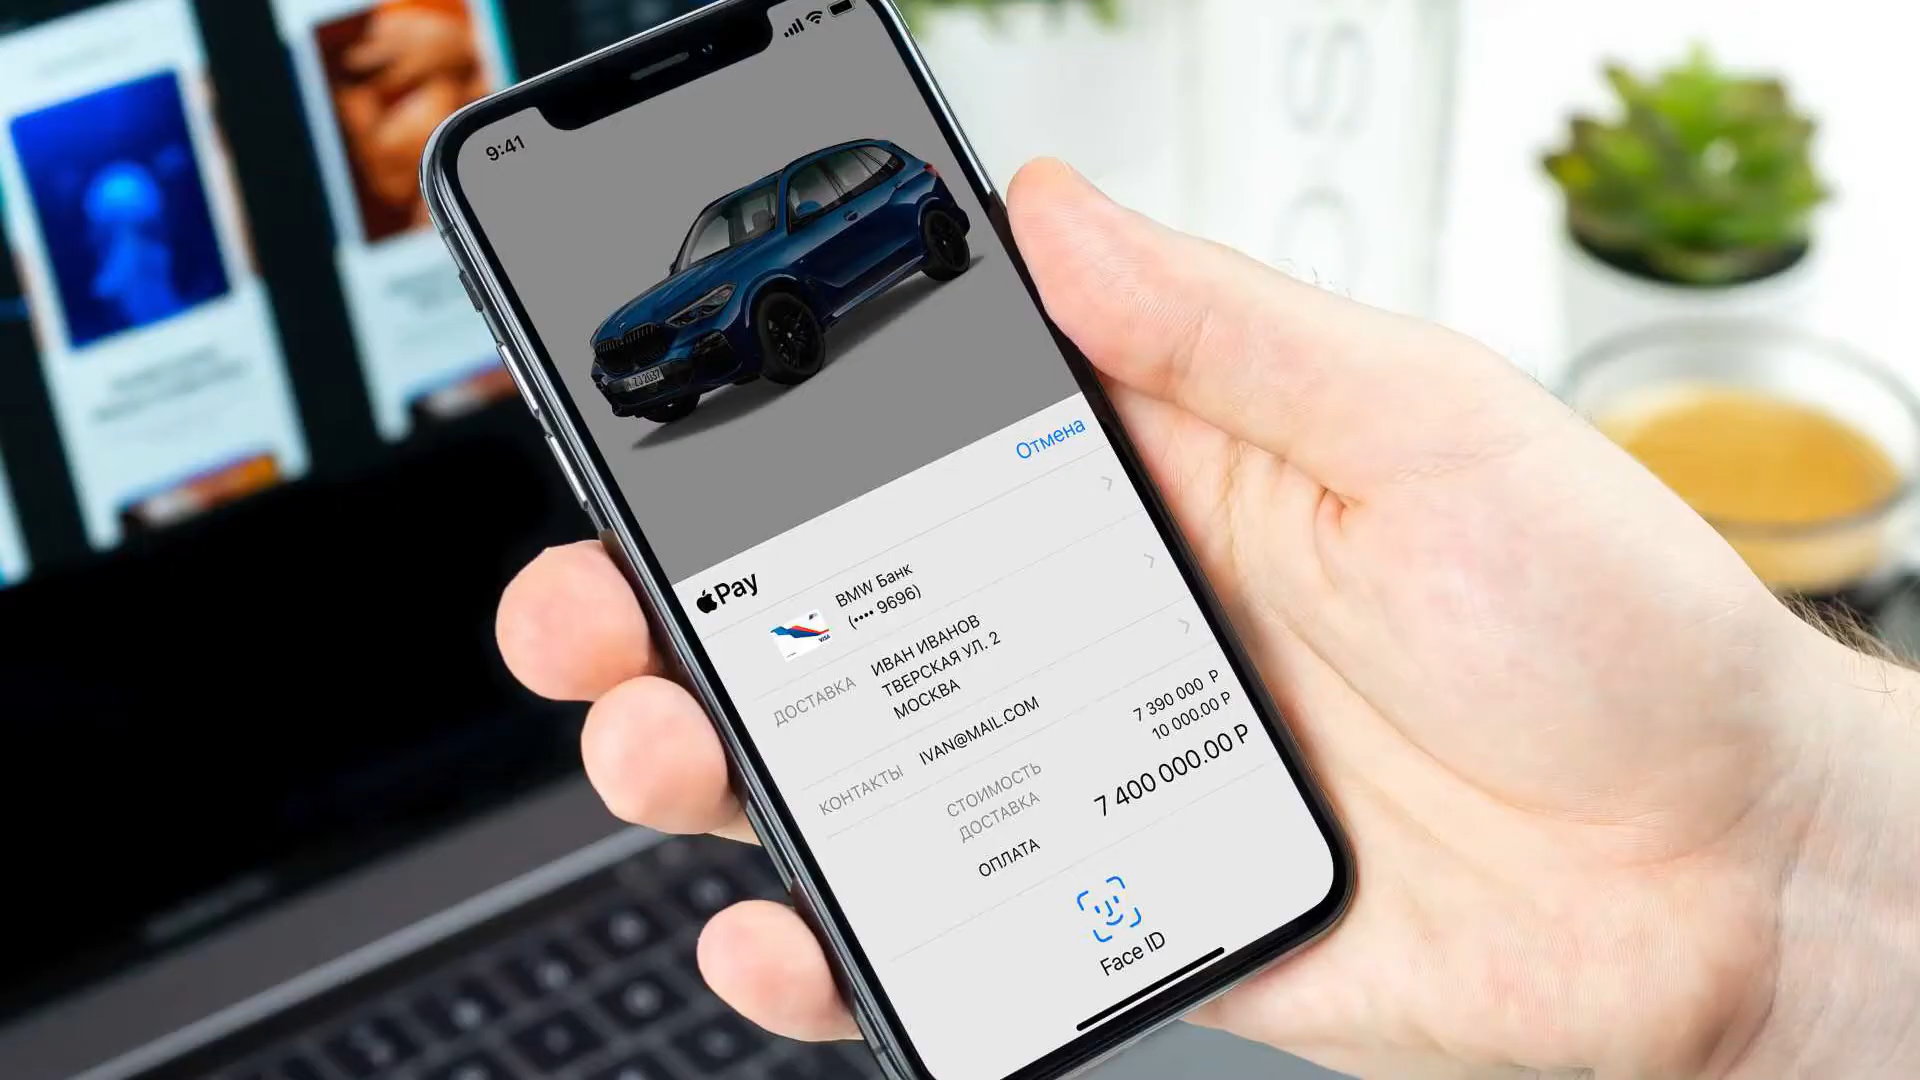 9:41
Отмена
Pay
BMW Банк
(•••• 9696)
VISA
ДОСТАВКА
ИВАН ИВАНОВ
ТВЕРСКАЯ УЛ. 2
МОСКВА
КОНТАКТЫ
IVAN@MAIL.COM
СТОИМОСТЬ 7 390 000 Р
ДОСТАВКА 10 000.00 Р
ОПЛАТА 7 400 000.00 Р
Face ID